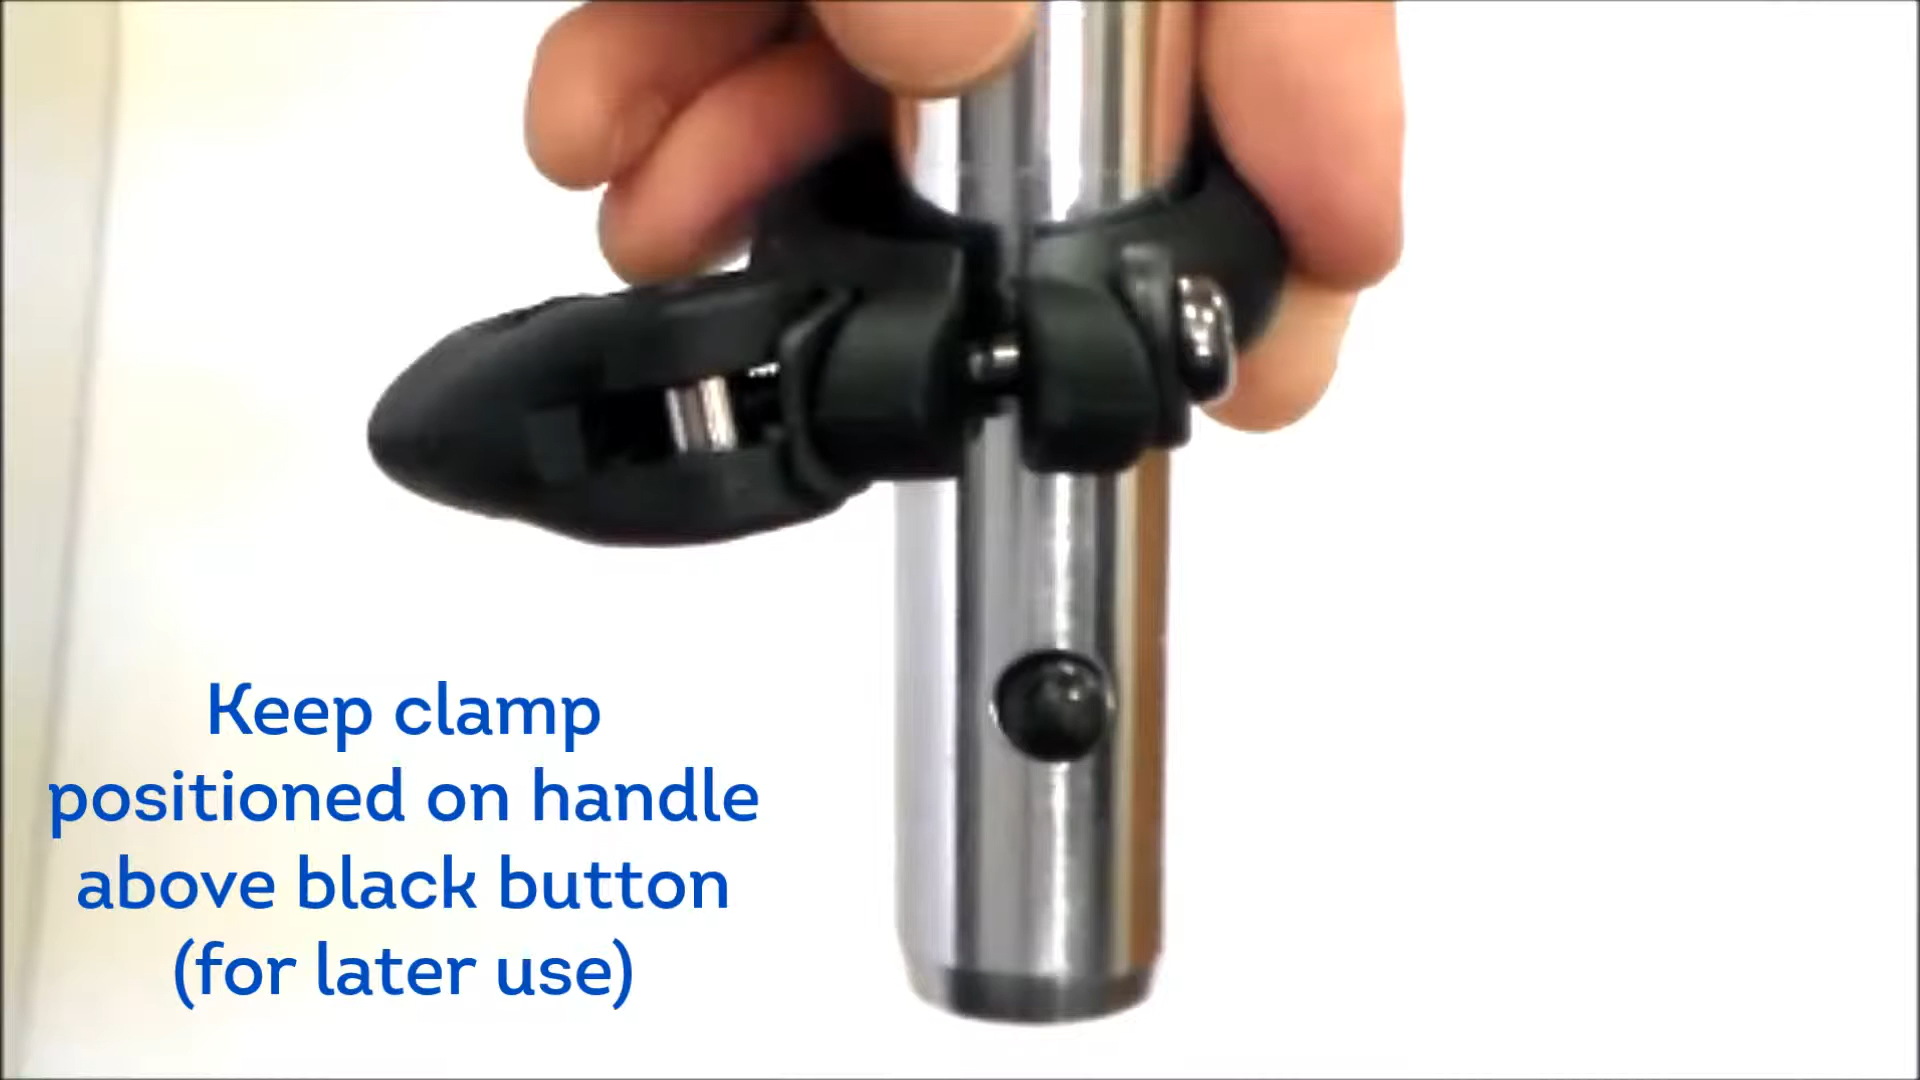 Keep clamp
positioned on handle
above black button
(for later use)